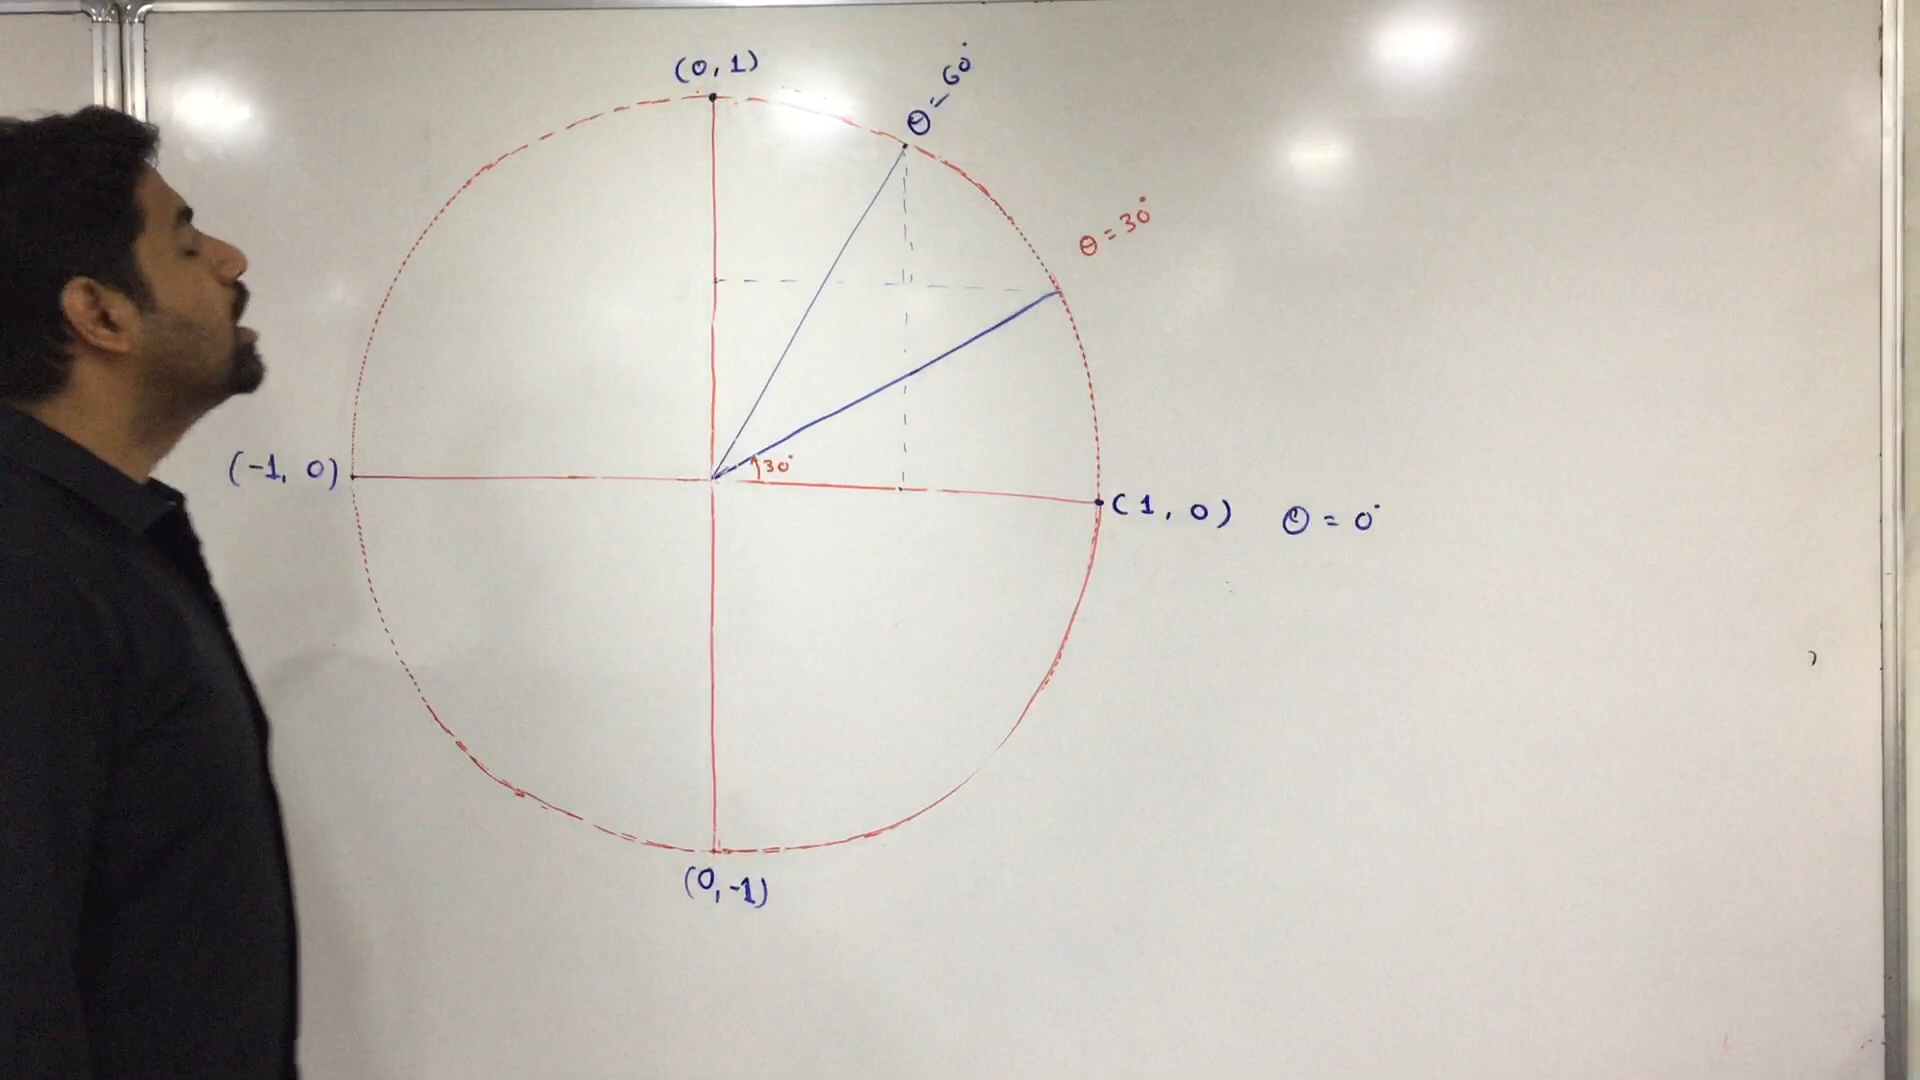 (0, 1)
θ = 60°
θ = 30°
(-1, 0)
30°
(1, 0) θ = 0°
(0, -1)